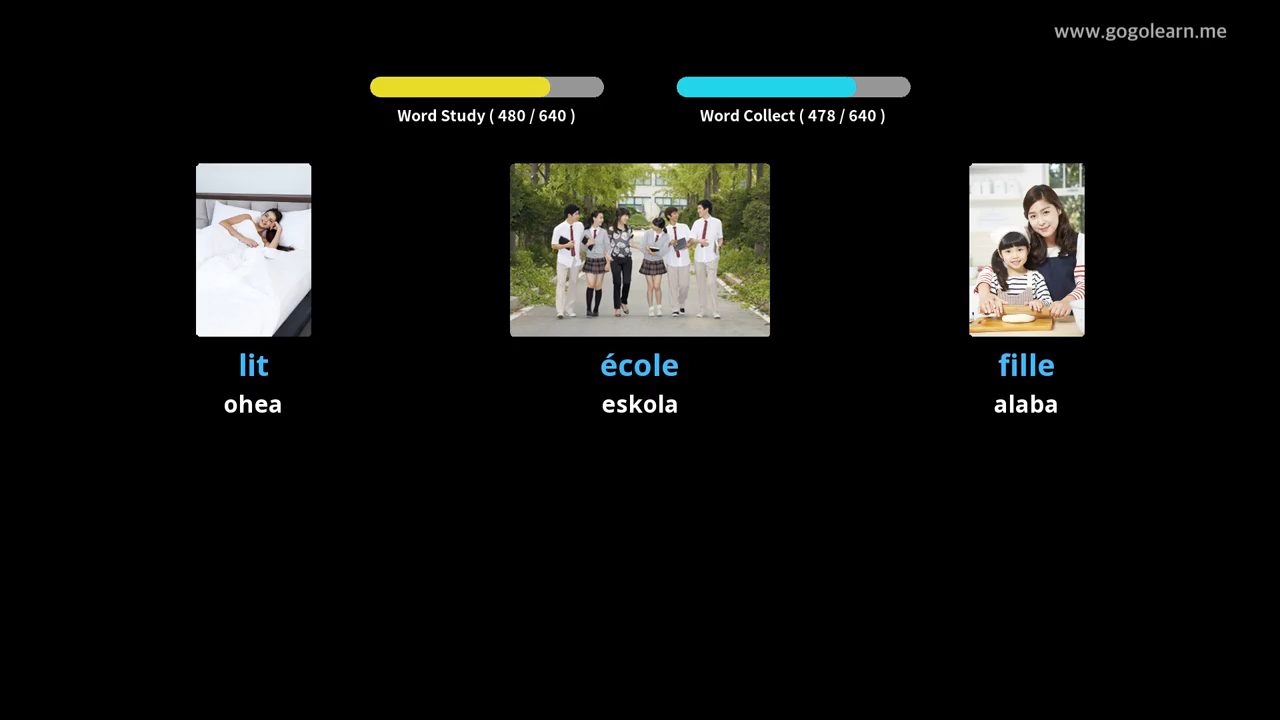 www.gogolearn.me
Word Study ( 480 / 640 )
Word Collect ( 478 / 640 )
lit
école
fille
ohea
eskola
alaba